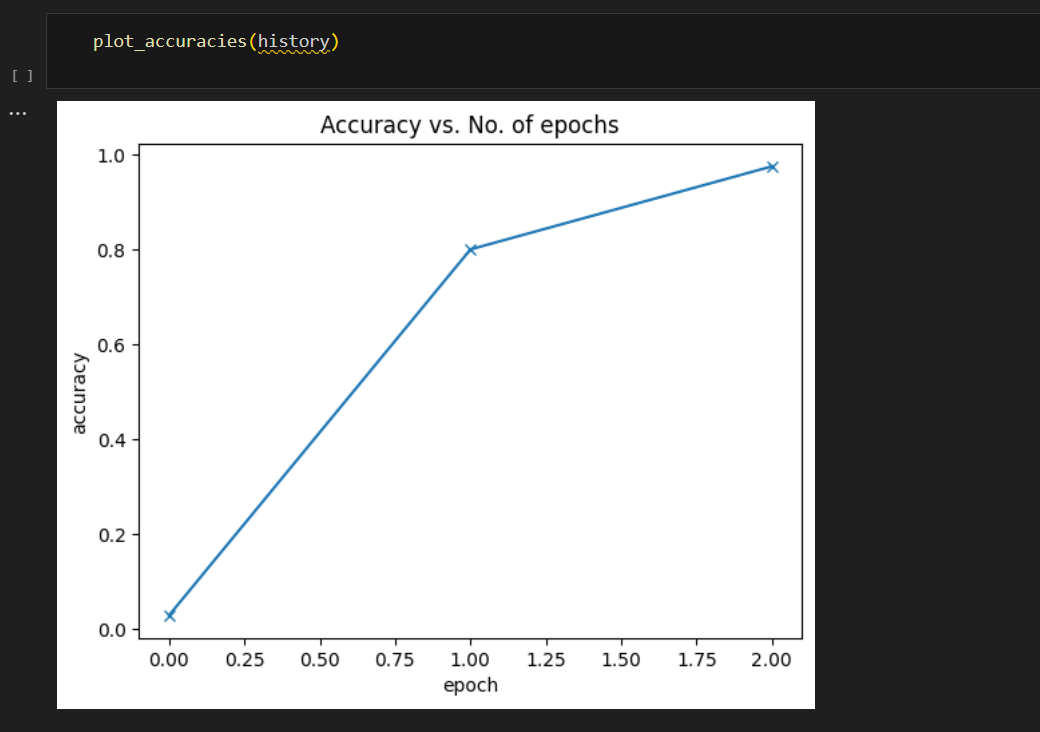 plot_accuracies(history)
[ ]
...
Accuracy vs. No. of epochs
1.0
0.8
0.6
0.4
0.2
0.0
accuracy
0.00 0.25 0.50 0.75 1.00 1.25 1.50 1.75 2.00
epoch